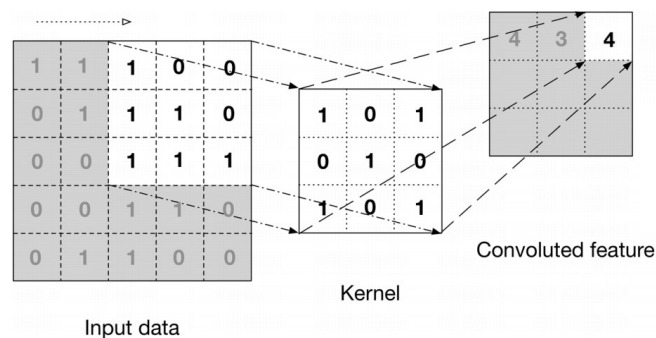 4 3 4
1 1 1 0 0
0 1 1 1 0
0 0 1 1 1
0 0 1 1 0
0 1 1 0 0
1 0 1
0 1 0
1 0 1
Convoluted feature
Kernel
Input data